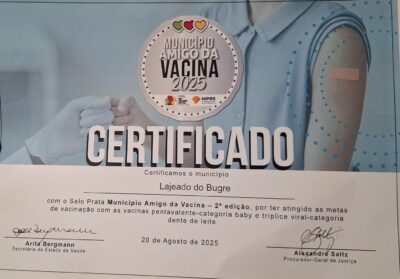 MUNICÍPIO
AMIGO DA
VACINA
2025
MPRS
CERTIFICADO
Certificamos o município
Lajeado do Bugre
com o Selo Prata Município Amigo da Vacina – 2ª edição, por ter atingido as metas
de vacinação com as vacinas pentavalente-categoria baby e tríplice viral-categoria
dente de leite
Arita Bergmann
Secretária de Estado da Saúde
20 de Agosto de 2025
Alexandre Saltz
Procurador-Geral de Justiça